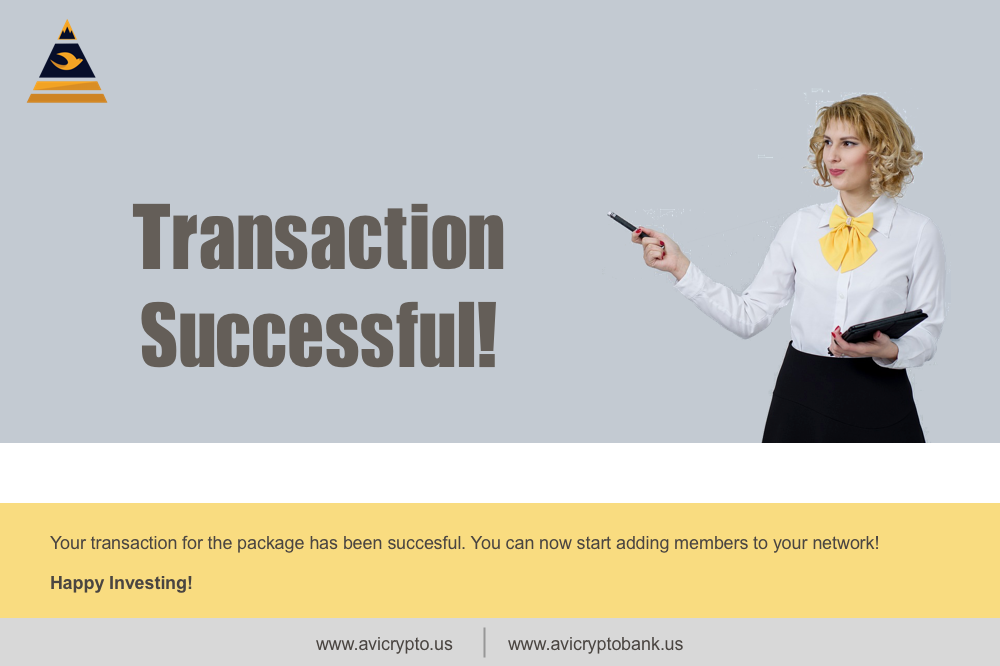 Transaction
Successful!
Your transaction for the package has been succesful. You can now start adding members to your network!
Happy Investing!
www.avicrypto.us | www.avicryptobank.us